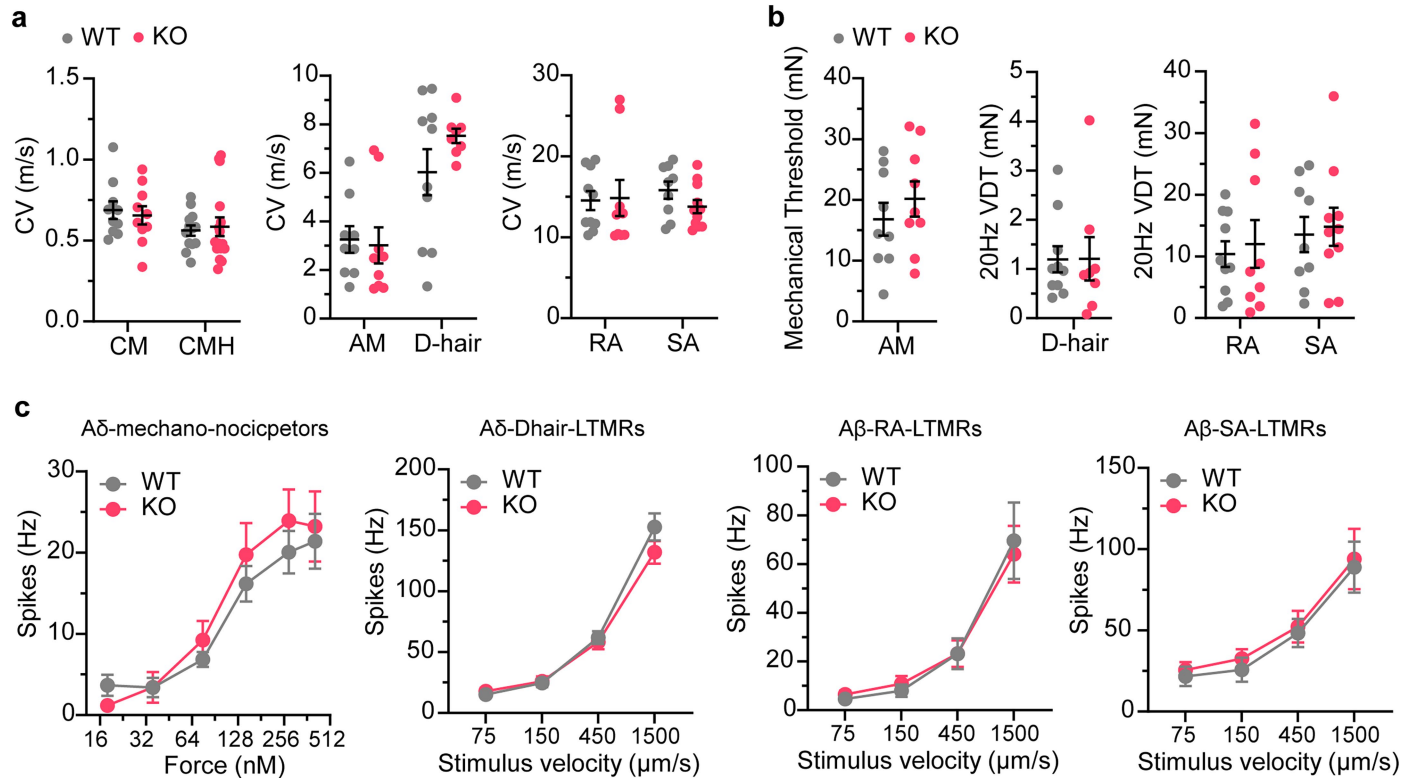 a
WT KO
CV (m/s)
1.5
1.0
0.5
0.0
CM CMH
CV (m/s)
10
8
6
4
2
0
AM D-hair
CV (m/s)
30
20
10
0
RA SA
b
WT KO
Mechanical Threshold (mN)
40
30
20
10
0
AM
20Hz VDT (mN)
5
4
3
2
1
0
D-hair
20Hz VDT (mN)
40
30
20
10
0
RA SA
c
Aδ-mechano-nocicpetors
WT
KO
Spikes (Hz)
30
20
10
0
16 32 64 128 256 512
Force (nM)
Aδ-Dhair-LTMRs
WT
KO
Spikes (Hz)
200
150
100
50
0
75 150 450 1500
Stimulus velocity (µm/s)
Aβ-RA-LTMRs
WT
KO
Spikes (Hz)
100
80
60
40
20
0
75 150 450 1500
Stimulus velocity (µm/s)
Aβ-SA-LTMRs
WT
KO
Spikes (Hz)
150
100
50
0
75 150 450 1500
Stimulus velocity (µm/s)